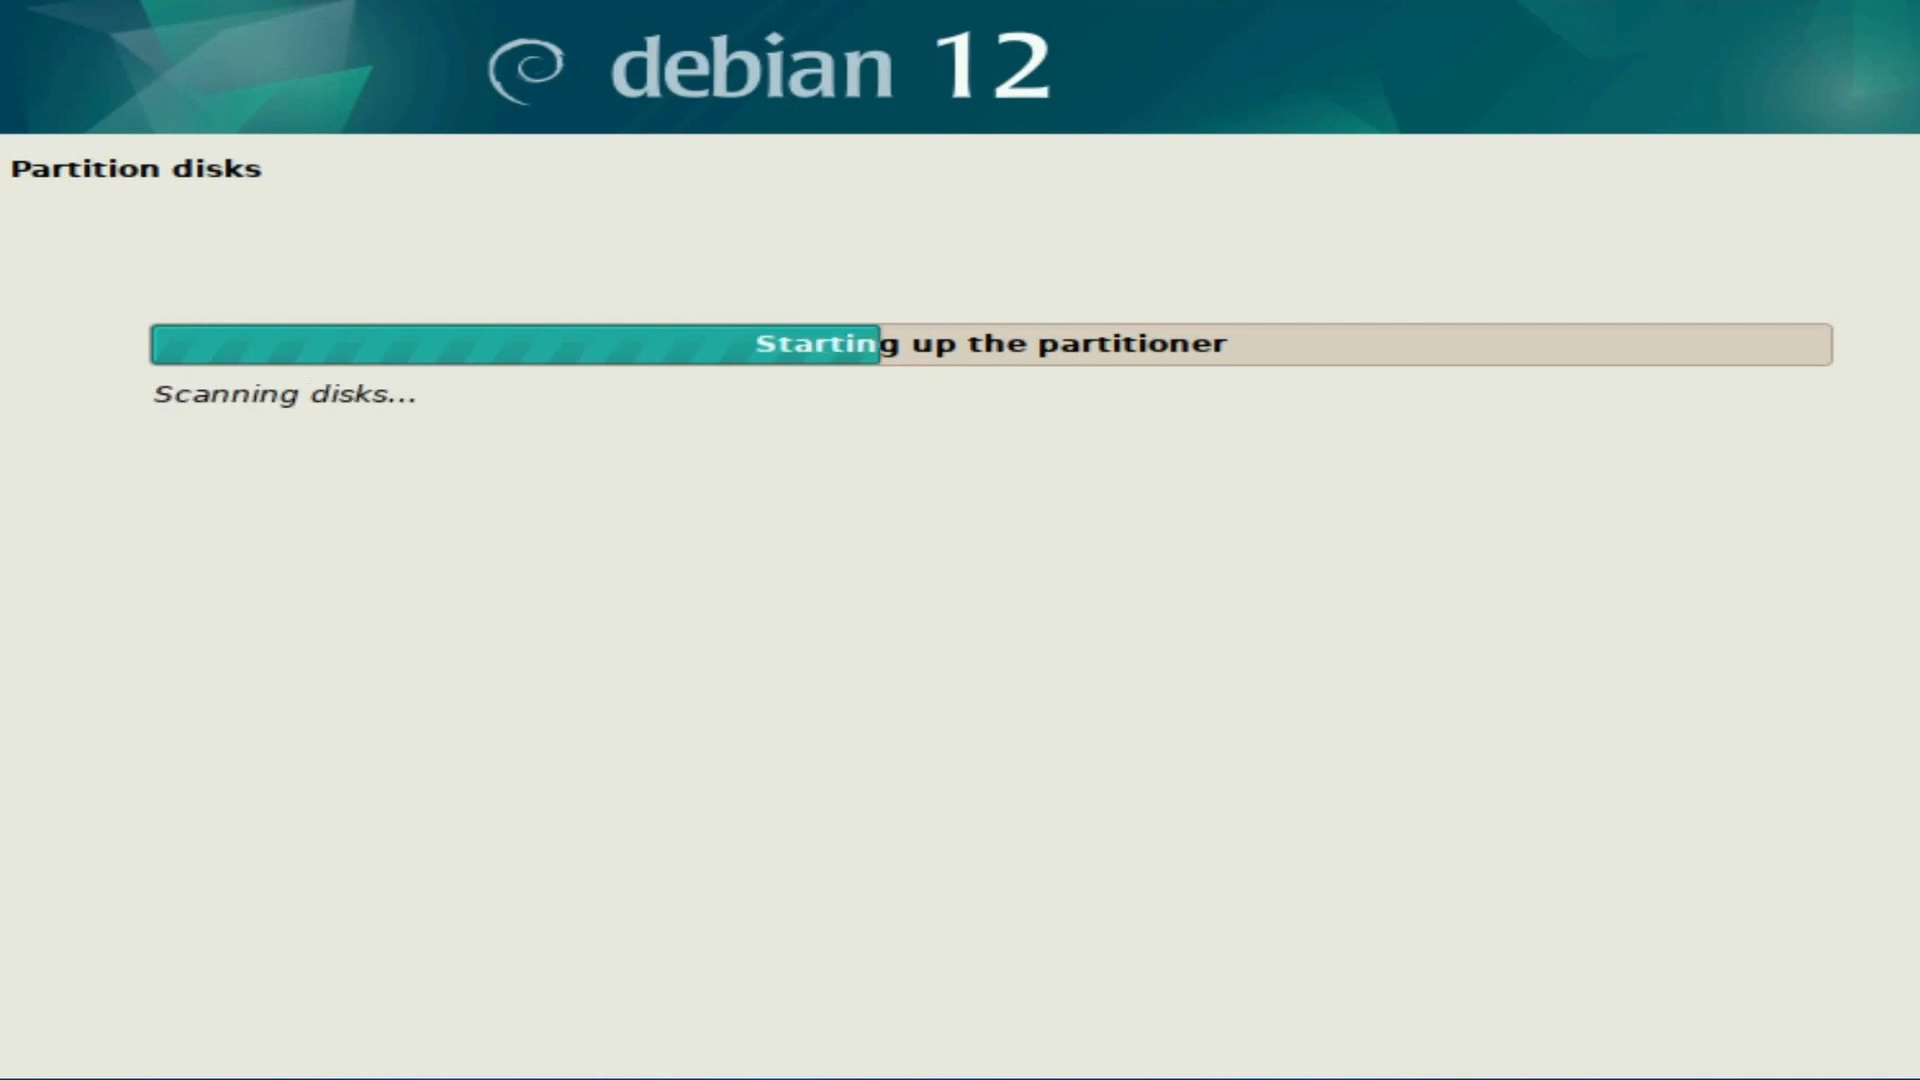 debian 12
Partition disks
Starting up the partitioner
Scanning disks...